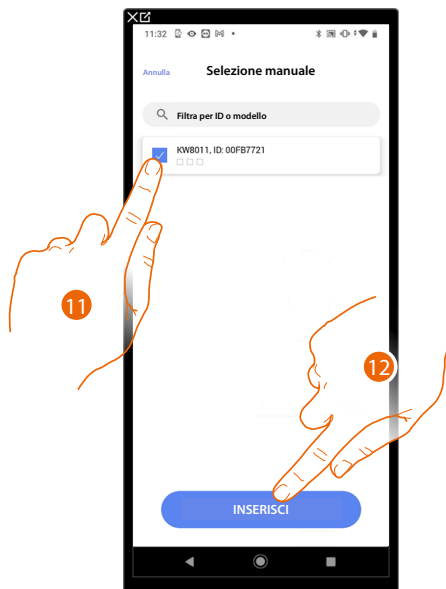 11:32
Annulla
Selezione manuale
Filtra per ID o modello
KW8011, ID: 00FB7721
11
12
INSERISCI